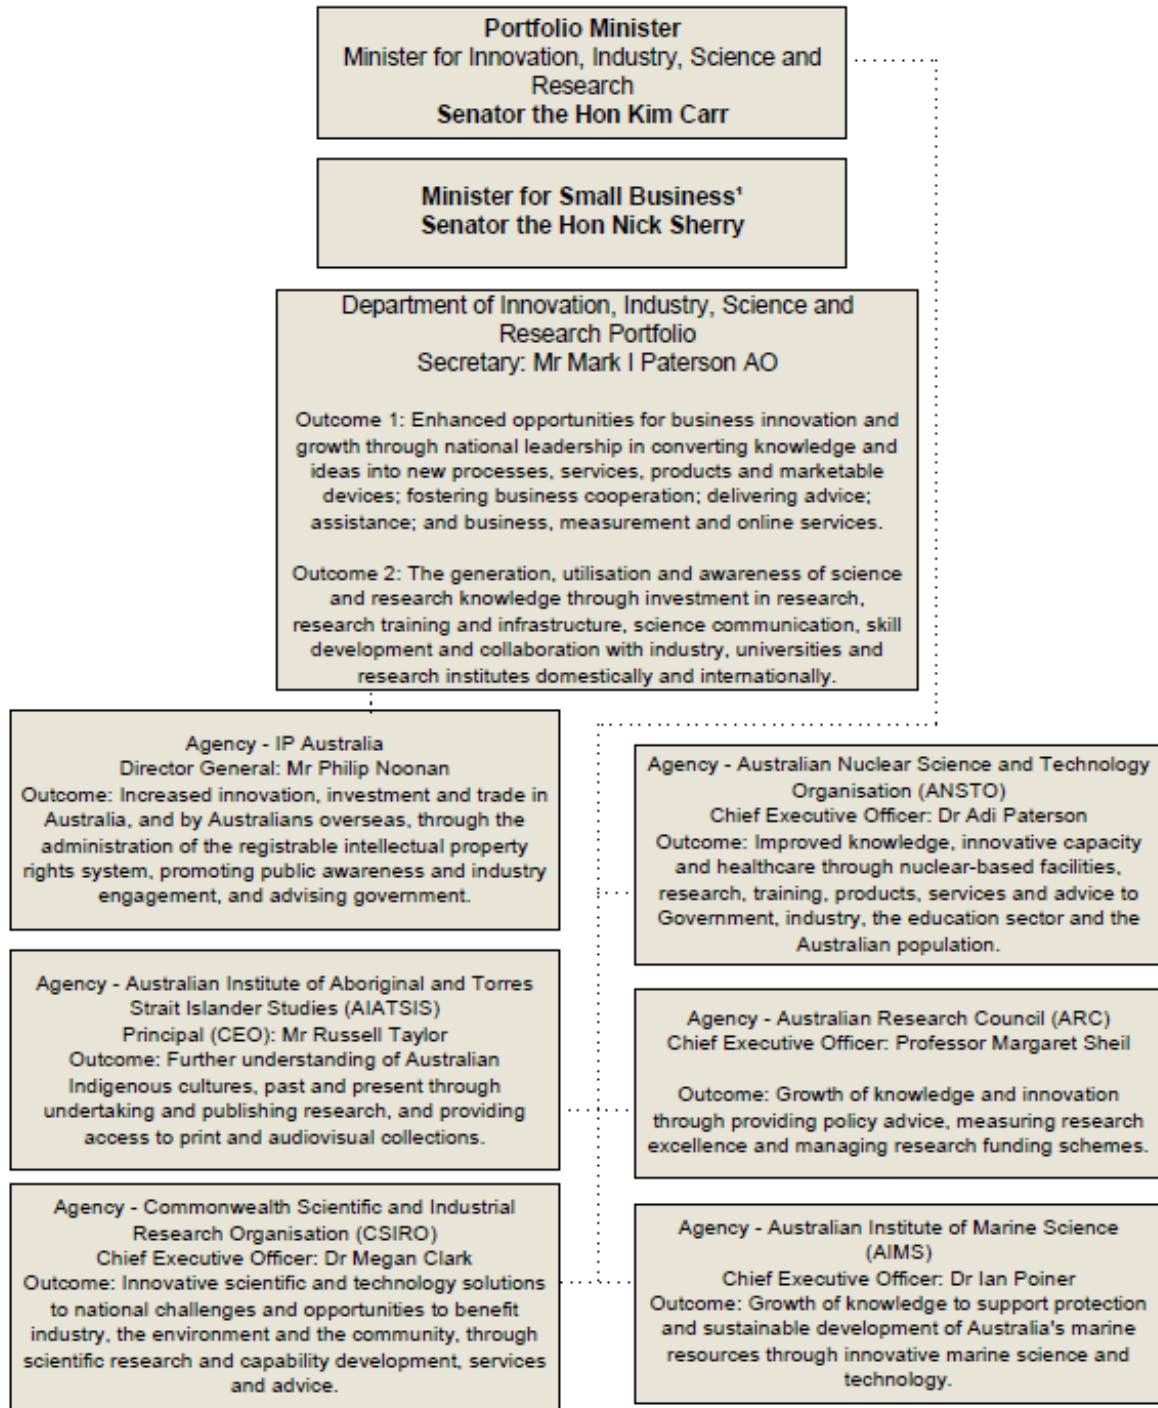 Portfolio Minister
Minister for Innovation, Industry, Science and
Research
Senator the Hon Kim Carr
Minister for Small Business¹
Senator the Hon Nick Sherry
Department of Innovation, Industry, Science and
Research Portfolio
Secretary: Mr Mark I Paterson AO
Outcome 1: Enhanced opportunities for business innovation and
growth through national leadership in converting knowledge and
ideas into new processes, services, products and marketable
devices; fostering business cooperation; delivering advice;
assistance; and business, measurement and online services.
Outcome 2: The generation, utilisation and awareness of science
and research knowledge through investment in research,
research training and infrastructure, science communication, skill
development and collaboration with industry, universities and
research institutes domestically and internationally.
Agency - IP Australia
Director General: Mr Philip Noonan
Outcome: Increased innovation, investment and trade in
Australia, and by Australians overseas, through the
administration of the registrable intellectual property
rights system, promoting public awareness and industry
engagement, and advising government.
Agency - Australian Nuclear Science and Technology
Organisation (ANSTO)
Chief Executive Officer: Dr Adi Paterson
Outcome: Improved knowledge, innovative capacity
and healthcare through nuclear-based facilities,
research, training, products, services and advice to
Government, industry, the education sector and the
Australian population.
Agency - Australian Institute of Aboriginal and Torres
Strait Islander Studies (AIATSIS)
Principal (CEO): Mr Russell Taylor
Outcome: Further understanding of Australian
Indigenous cultures, past and present through
undertaking and publishing research, and providing
access to print and audiovisual collections.
Agency - Australian Research Council (ARC)
Chief Executive Officer: Professor Margaret Sheil
Outcome: Growth of knowledge and innovation
through providing policy advice, measuring research
excellence and managing research funding schemes.
Agency - Commonwealth Scientific and Industrial
Research Organisation (CSIRO)
Chief Executive Officer: Dr Megan Clark
Outcome: Innovative scientific and technology solutions
to national challenges and opportunities to benefit
industry, the environment and the community, through
scientific research and capability development, services
and advice.
Agency - Australian Institute of Marine Science
(AIMS)
Chief Executive Officer: Dr Ian Poiner
Outcome: Growth of knowledge to support protection
and sustainable development of Australia's marine
resources through innovative marine science and
technology.